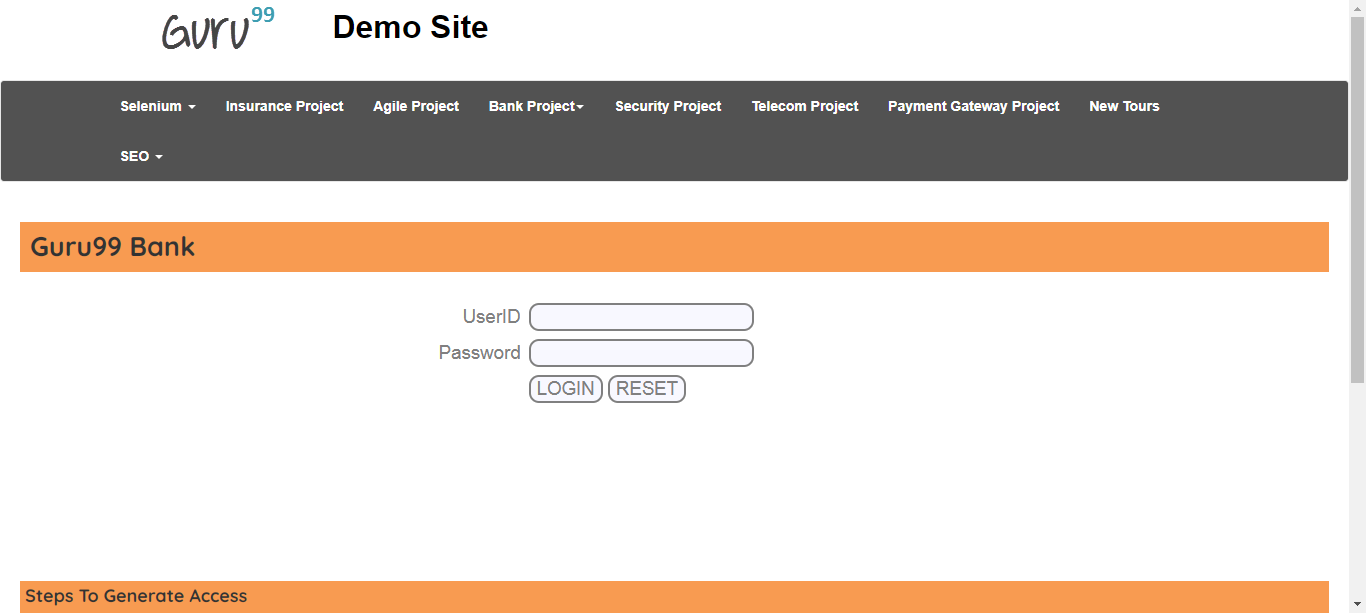 Guru99
Demo Site
Selenium Insurance Project Agile Project Bank Project Security Project Telecom Project Payment Gateway Project New Tours
SEO
Guru99 Bank
UserID
Password
LOGIN RESET
Steps To Generate Access